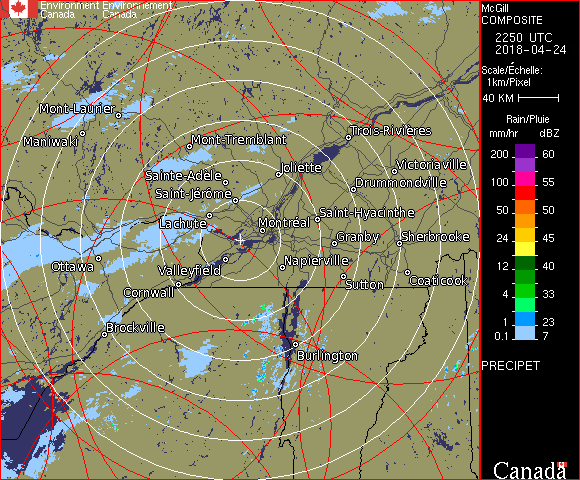 Environment Environnement
Canada Canada
McGill
COMPOSITE
2250 UTC
2018-04-24
Scale/Échelle:
1km/Pixel
40 KM
Rain/Pluie
mm/hr dBZ
200 60
100 55
50 50
24 45
12 40
4 33
1 23
0.1 7
PRECIPET
Canada
Mont-Laurier
Maniwaki
Mont-Tremblant
Trois-Rivières
Sainte-Adèle
Joliette
Victoriaville
Saint-Jérôme
Drummondville
Lachute
Montréal
Saint-Hyacinthe
Granby
Sherbrooke
Ottawa
Valleyfield
Napierville
Cornwall
Sutton
Coaticook
Brockville
Burlington